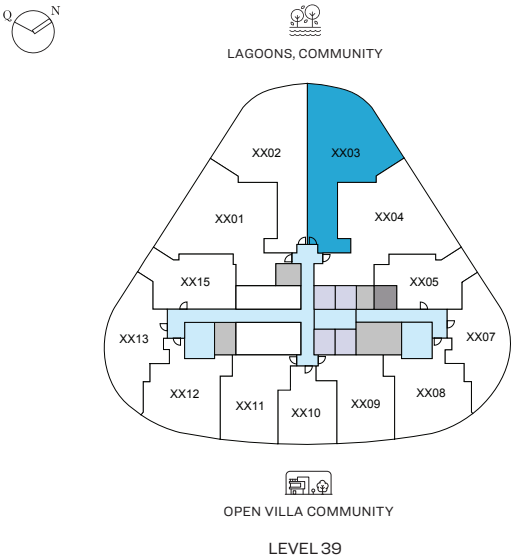 Q N
LAGOONS, COMMUNITY
XX02 XX03
XX01 XX04
XX15 XX05
XX13 XX07
XX12 XX08
XX11 XX10 XX09
OPEN VILLA COMMUNITY
LEVEL 39